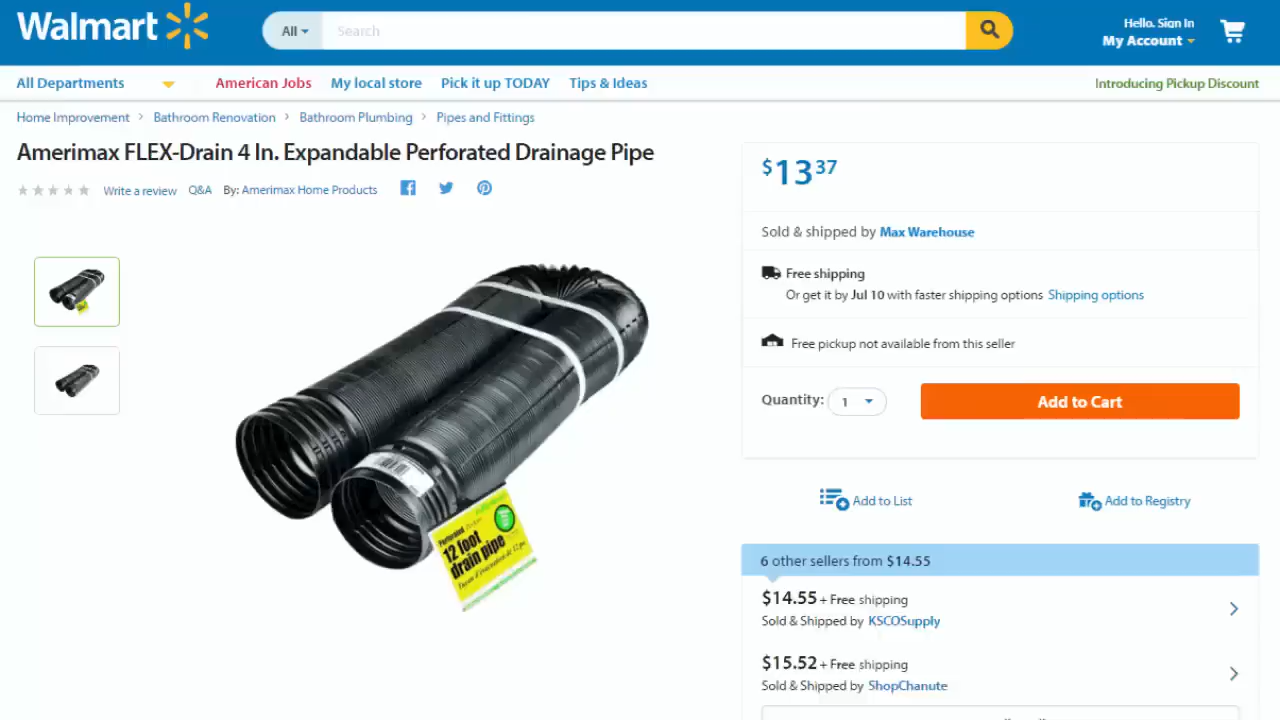 Walmart
All
Search
Hello. Sign In
My Account
All Departments
American Jobs
My local store
Pick it up TODAY
Tips & Ideas
Introducing Pickup Discount
Home Improvement › Bathroom Renovation › Bathroom Plumbing › Pipes and Fittings
Amerimax FLEX-Drain 4 In. Expandable Perforated Drainage Pipe
Write a review Q&A By: Amerimax Home Products
Perforated
12 foot
drain pipe
$13 37
Sold & shipped by Max Warehouse
Free shipping
Or get it by Jul 10 with faster shipping options Shipping options
Free pickup not available from this seller
Quantity: 1
Add to Cart
Add to List
Add to Registry
6 other sellers from $14.55
$14.55 + Free shipping
Sold & Shipped by KSCOSupply
$15.52 + Free shipping
Sold & Shipped by ShopChanute